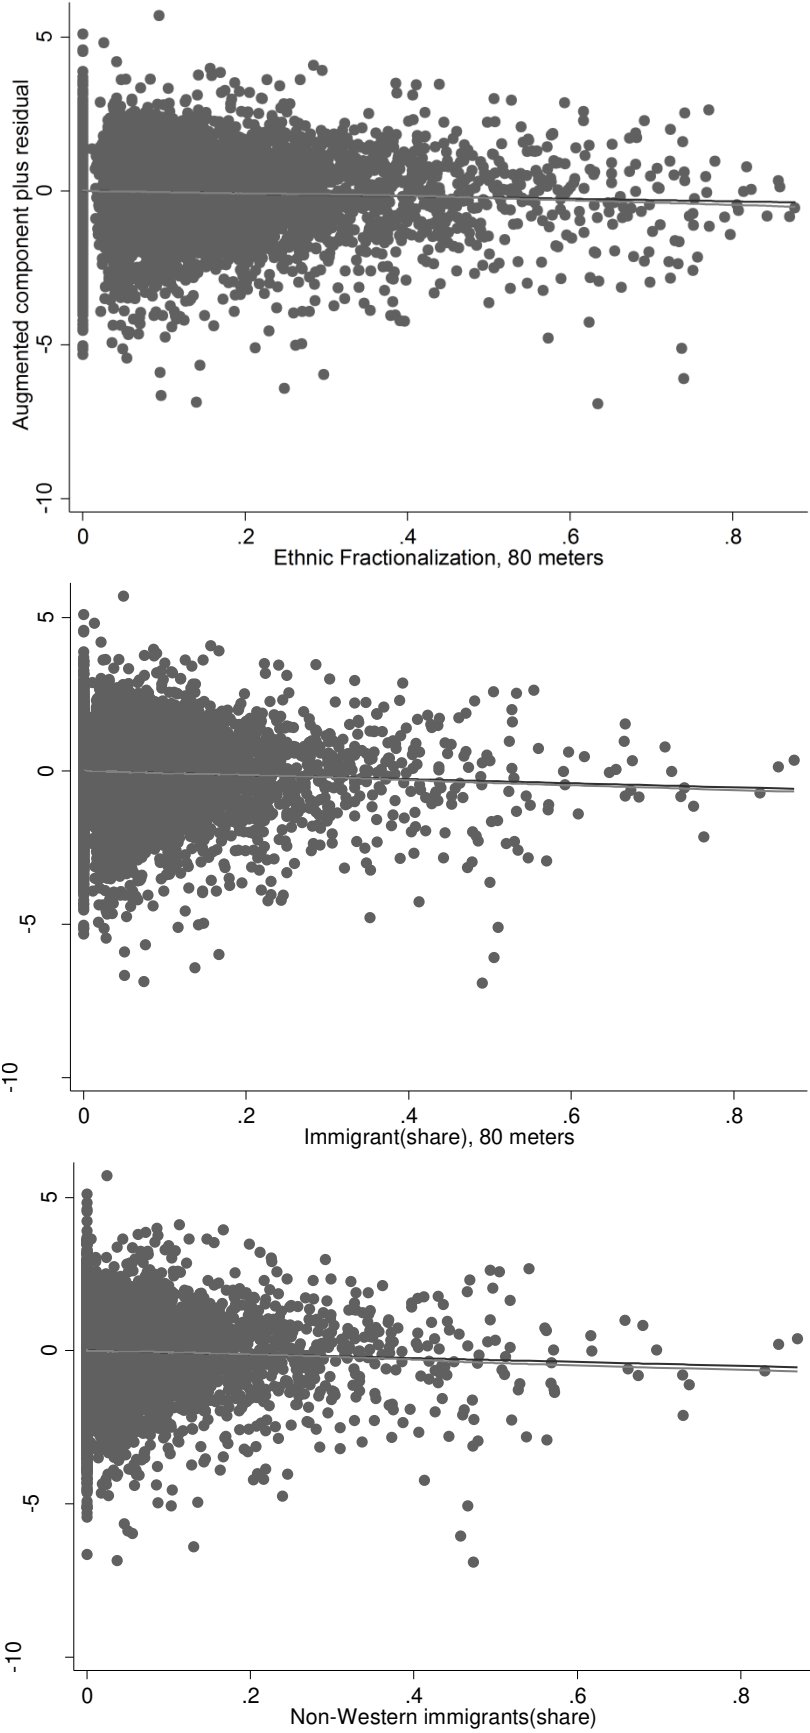 Augmented component plus residual
5
0
-5
-10
0 .2 .4 .6 .8
Ethnic Fractionalization, 80 meters
5
0
-5
-10
0 .2 .4 .6 .8
Immigrant(share), 80 meters
5
0
-5
-10
0 .2 .4 .6 .8
Non-Western immigrants(share)